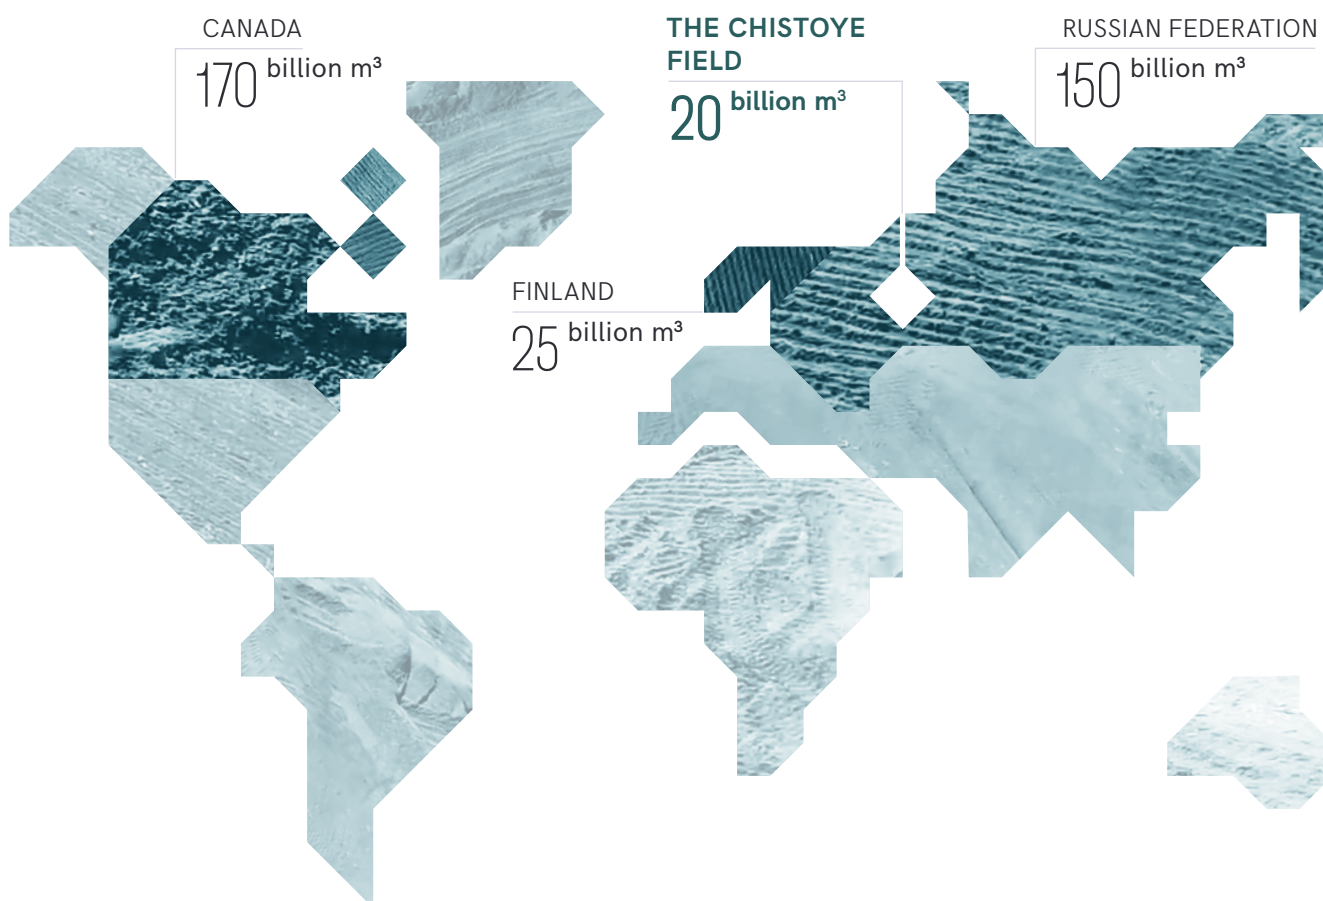 CANADA
170 billion m³
THE CHISTOYE
FIELD
20 billion m³
RUSSIAN FEDERATION
150 billion m³
FINLAND
25 billion m³